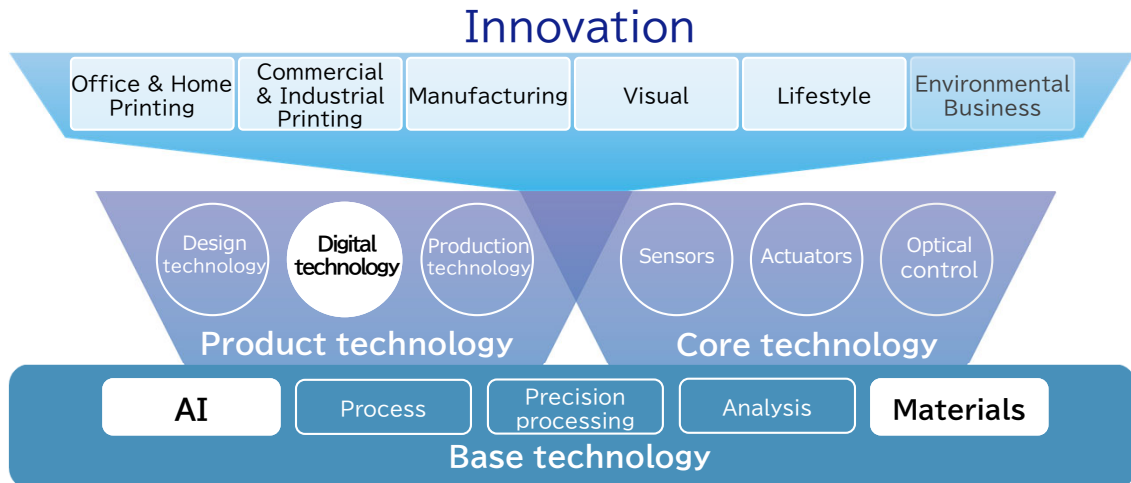 Innovation
Office & Home
Printing
Commercial
& Industrial
Printing
Manufacturing
Visual
Lifestyle
Environmental
Business
Design
technology
Digital
technology
Production
technology
Sensors
Actuators
Optical
control
Product technology
Core technology
AI
Process
Precision
processing
Analysis
Materials
Base technology